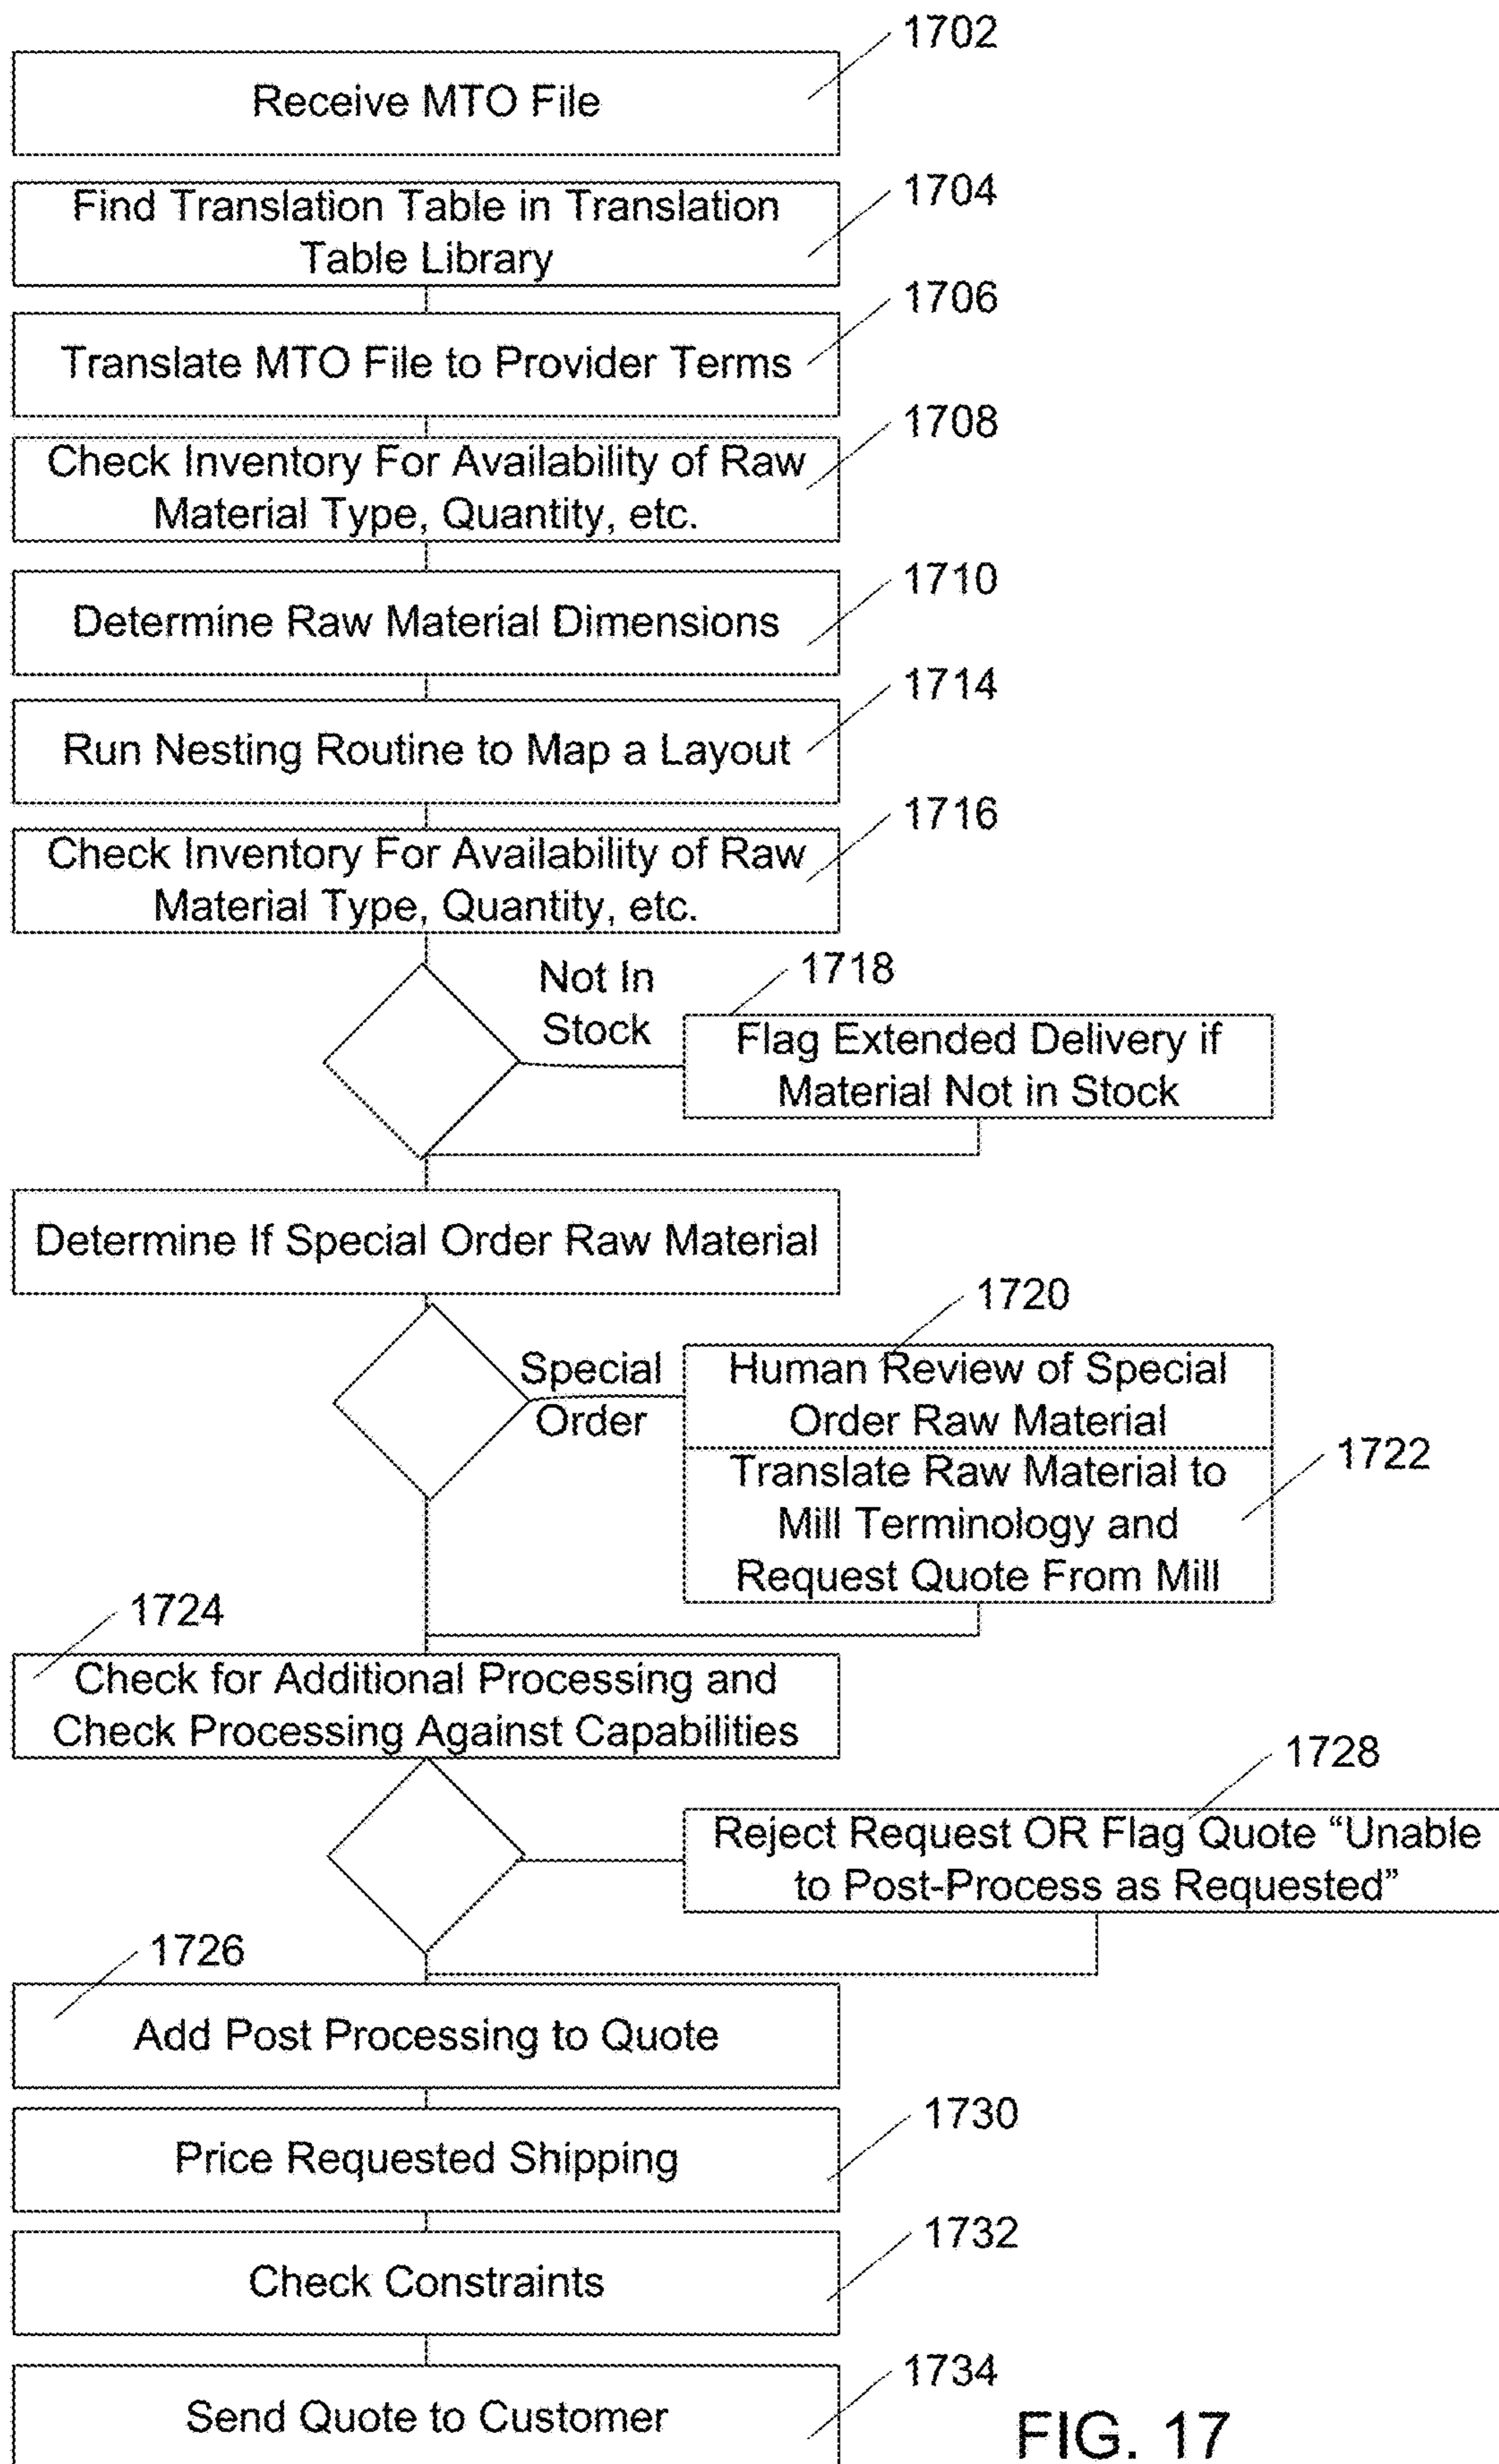 1702
Receive MTO File
1704
Find Translation Table in Translation
Table Library
1706
Translate MTO File to Provider Terms
1708
Check Inventory For Availability of Raw
Material Type, Quantity, etc.
1710
Determine Raw Material Dimensions
1714
Run Nesting Routine to Map a Layout
1716
Check Inventory For Availability of Raw
Material Type, Quantity, etc.
Not In
Stock
1718
Flag Extended Delivery if
Material Not in Stock
Determine If Special Order Raw Material
1720
Special
Order
Human Review of Special
Order Raw Material
1722
Translate Raw Material to
Mill Terminology and
Request Quote From Mill
1724
Check for Additional Processing and
Check Processing Against Capabilities
1728
Reject Request OR Flag Quote “Unable
to Post-Process as Requested”
1726
Add Post Processing to Quote
1730
Price Requested Shipping
1732
Check Constraints
1734
Send Quote to Customer
FIG. 17